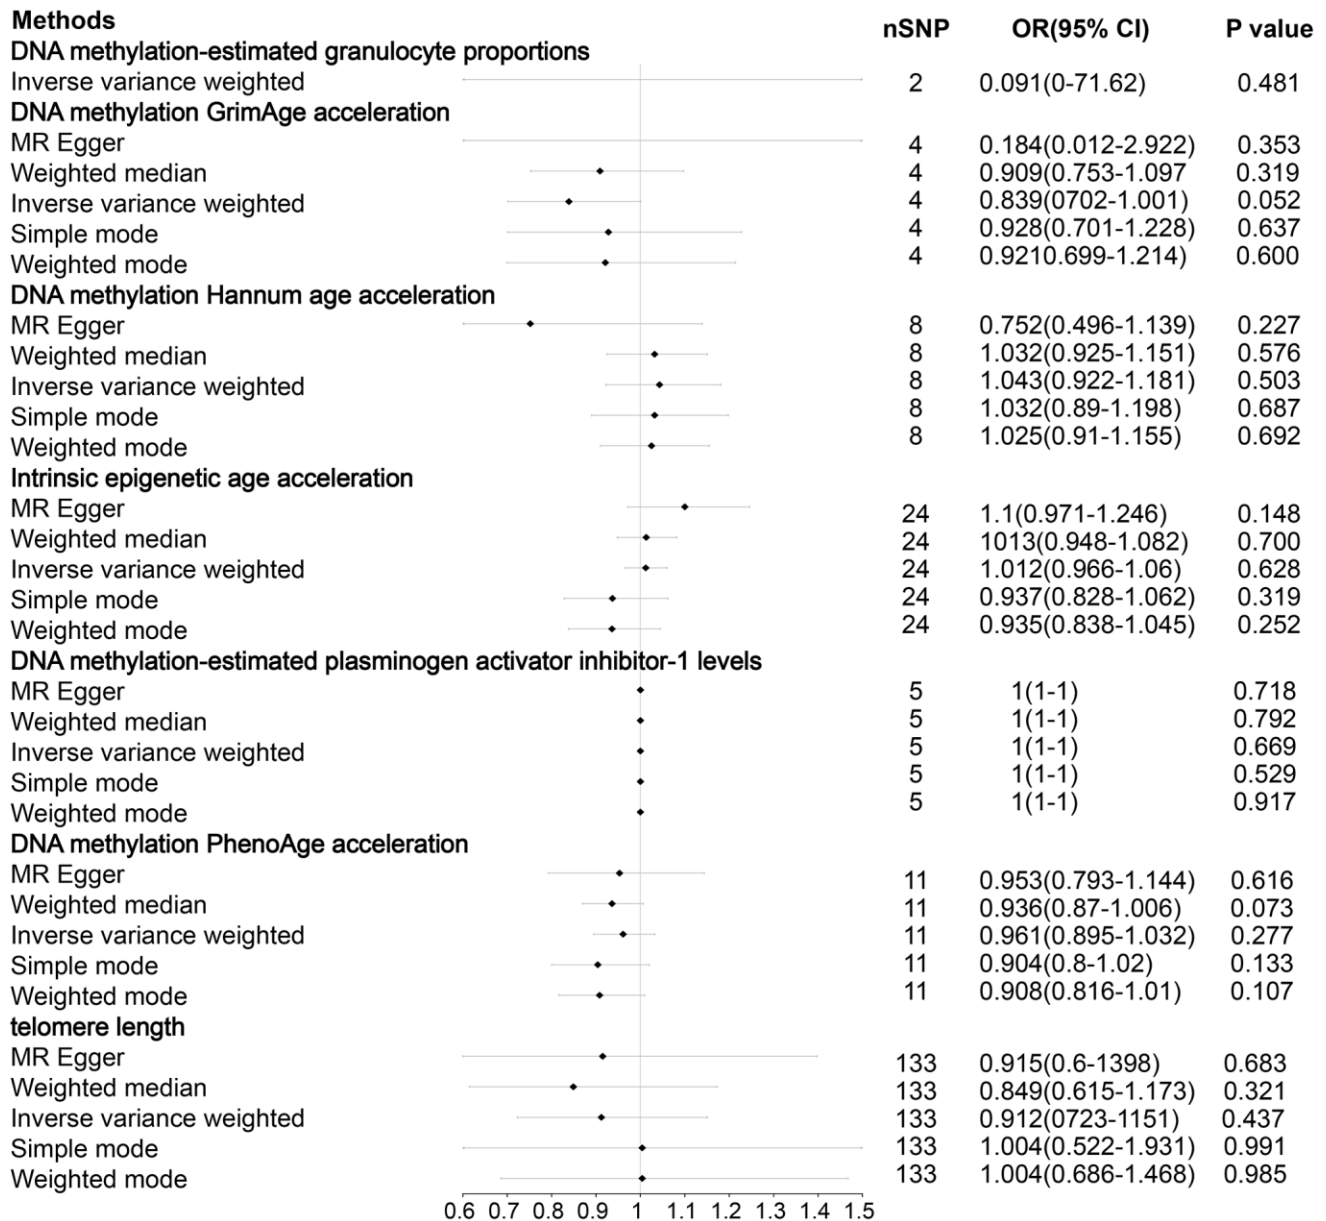 Methods nSNP OR(95% CI) P value
DNA methylation-estimated granulocyte proportions
Inverse variance weighted 2 0.091(0-71.62) 0.481
DNA methylation GrimAge acceleration
MR Egger 4 0.184(0.012-2.922) 0.353
Weighted median 4 0.909(0.753-1.097 0.319
Inverse variance weighted 4 0.839(0702-1.001) 0.052
Simple mode 4 0.928(0.701-1.228) 0.637
Weighted mode 4 0.9210.699-1.214) 0.600
DNA methylation Hannum age acceleration
MR Egger 8 0.752(0.496-1.139) 0.227
Weighted median 8 1.032(0.925-1.151) 0.576
Inverse variance weighted 8 1.043(0.922-1.181) 0.503
Simple mode 8 1.032(0.89-1.198) 0.687
Weighted mode 8 1.025(0.91-1.155) 0.692
Intrinsic epigenetic age acceleration
MR Egger 24 1.1(0.971-1.246) 0.148
Weighted median 24 1013(0.948-1.082) 0.700
Inverse variance weighted 24 1.012(0.966-1.06) 0.628
Simple mode 24 0.937(0.828-1.062) 0.319
Weighted mode 24 0.935(0.838-1.045) 0.252
DNA methylation-estimated plasminogen activator inhibitor-1 levels
MR Egger 5 1(1-1) 0.718
Weighted median 5 1(1-1) 0.792
Inverse variance weighted 5 1(1-1) 0.669
Simple mode 5 1(1-1) 0.529
Weighted mode 5 1(1-1) 0.917
DNA methylation PhenoAge acceleration
MR Egger 11 0.953(0.793-1.144) 0.616
Weighted median 11 0.936(0.87-1.006) 0.073
Inverse variance weighted 11 0.961(0.895-1.032) 0.277
Simple mode 11 0.904(0.8-1.02) 0.133
Weighted mode 11 0.908(0.816-1.01) 0.107
telomere length
MR Egger 133 0.915(0.6-1398) 0.683
Weighted median 133 0.849(0.615-1.173) 0.321
Inverse variance weighted 133 0.912(0723-1151) 0.437
Simple mode 133 1.004(0.522-1.931) 0.991
Weighted mode 133 1.004(0.686-1.468) 0.985
0.6 0.7 0.8 0.9 1 1.1 1.2 1.3 1.4 1.5